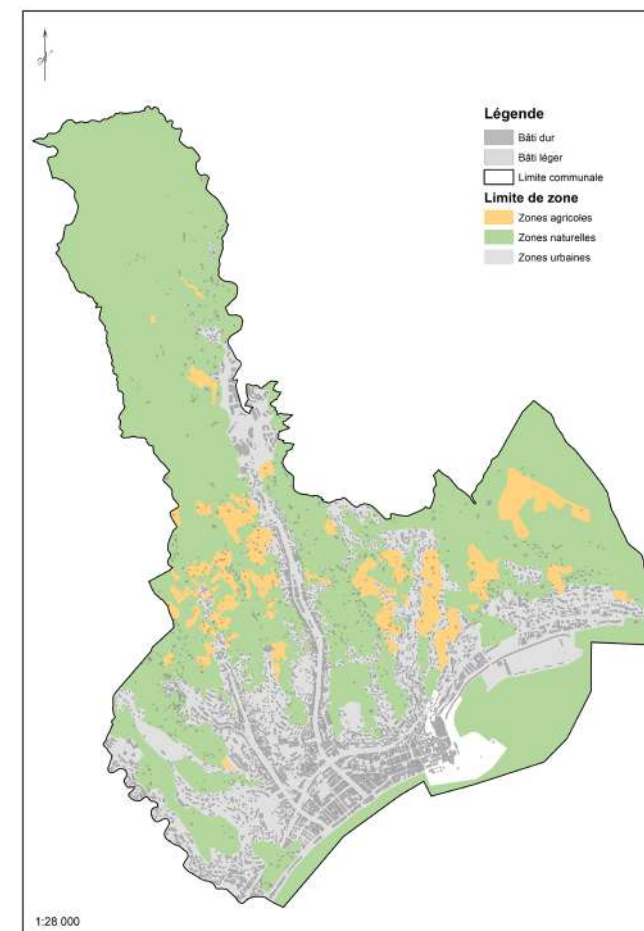 Légende
Bâti dur
Bâti léger
Limite communale
Limite de zone
Zones agricoles
Zones naturelles
Zones urbaines
1:28 000